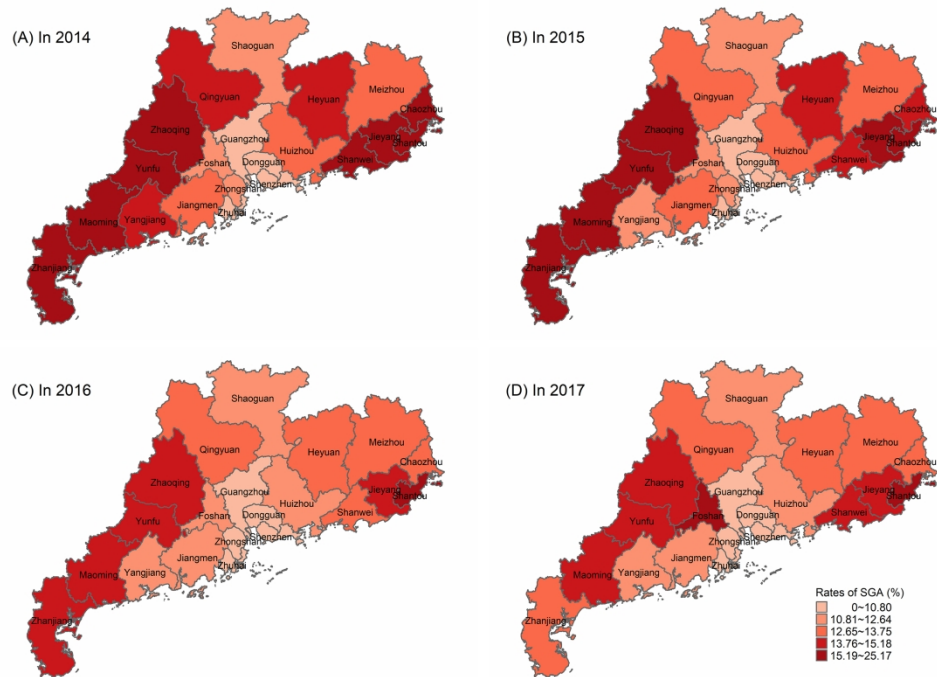 (A) In 2014
Shaoguan
Qingyuan
Heyuan
Meizhou
Chaozhou
Zhaoqing
Guangzhou
Jieyang
Shantou
Huizhou
Foshan
Dongguan
Shanwei
Yunfu
Shenzhen
Zhongshan
Jiangmen
Zhuhai
Maoming
Yangjiang
Zhanjiang
(B) In 2015
Shaoguan
Qingyuan
Heyuan
Meizhou
Chaozhou
Zhaoqing
Guangzhou
Jieyang
Shantou
Huizhou
Foshan
Dongguan
Shanwei
Yunfu
Shenzhen
Zhongshan
Jiangmen
Zhuhai
Maoming
Yangjiang
Zhanjiang
(C) In 2016
Shaoguan
Qingyuan
Heyuan
Meizhou
Chaozhou
Zhaoqing
Guangzhou
Jieyang
Shantou
Huizhou
Foshan
Dongguan
Shanwei
Yunfu
Shenzhen
Zhongshan
Jiangmen
Zhuhai
Maoming
Yangjiang
Zhanjiang
(D) In 2017
Shaoguan
Qingyuan
Heyuan
Meizhou
Chaozhou
Zhaoqing
Guangzhou
Jieyang
Shantou
Huizhou
Foshan
Dongguan
Shanwei
Yunfu
Shenzhen
Zhongshan
Jiangmen
Zhuhai
Maoming
Yangjiang
Zhanjiang
Rates of SGA (%)
0~10.80
10.81~12.64
12.65~13.75
13.76~15.18
15.19~25.17